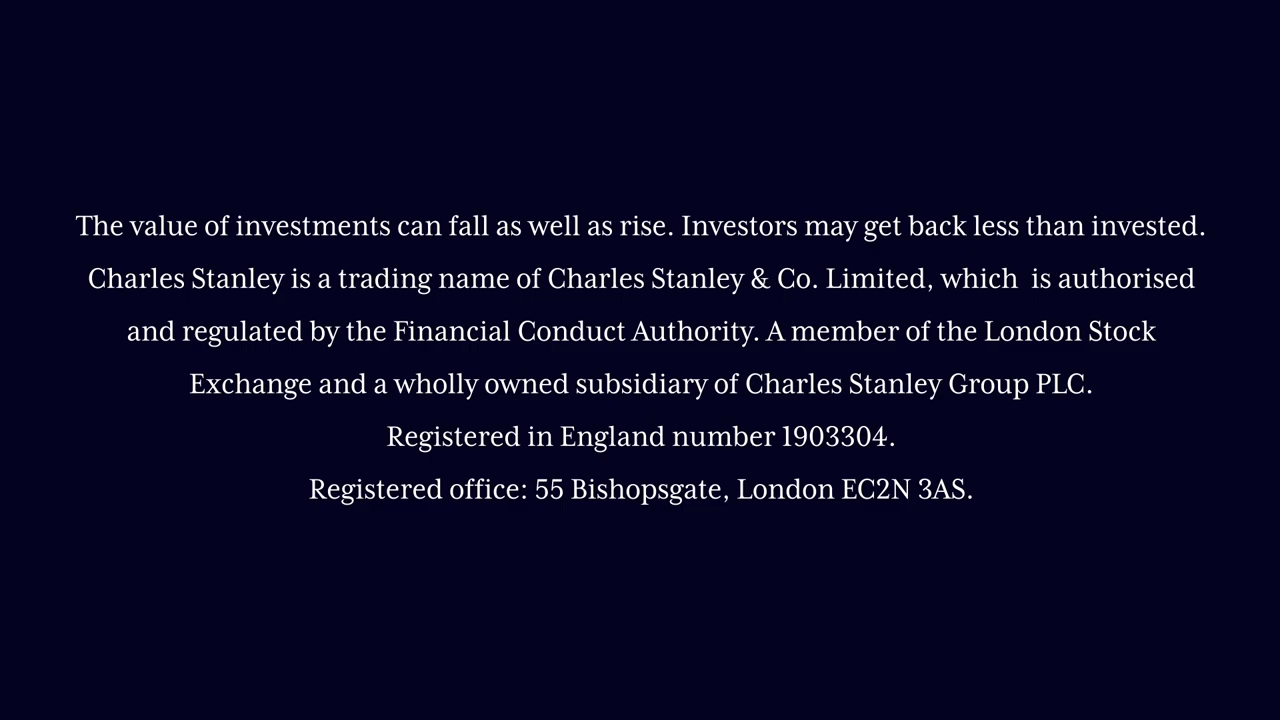 The value of investments can fall as well as rise. Investors may get back less than invested.
Charles Stanley is a trading name of Charles Stanley & Co. Limited, which  is authorised
and regulated by the Financial Conduct Authority. A member of the London Stock
Exchange and a wholly owned subsidiary of Charles Stanley Group PLC.
Registered in England number 1903304.
Registered office: 55 Bishopsgate, London EC2N 3AS.